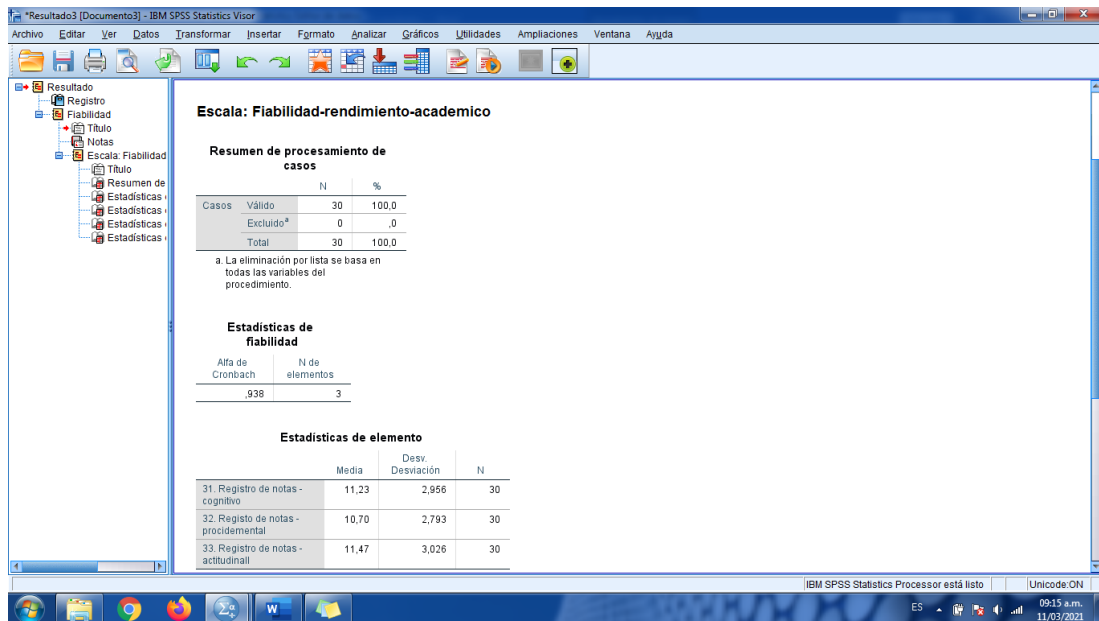 *Resultado3 [Documento3] - IBM SPSS Statistics Visor
Archivo Editar Ver Datos Transformar Insertar Formato Analizar Gráficos Utilidades Ampliaciones Ventana Ayuda
Resultado
Registro
Fiabilidad
Título
Notas
Escala: Fiabilidad
Título
Resumen de
Estadísticas
Estadísticas
Estadísticas
Estadísticas
Escala: Fiabilidad-rendimiento-academico
Resumen de procesamiento de
casos
N %
Casos Válido 30 100,0
Excluido a 0 ,0
Total 30 100,0
a. La eliminación por lista se basa en
todas las variables del
procedimiento.
Estadísticas de
fiabilidad
Alfa de N de
Cronbach elementos
,938 3
Estadísticas de elemento
Desv.
Media Desviación N
31. Registro de notas - 11,23 2,956 30
cognitivo
32. Registo de notas - 10,70 2,793 30
procidemental
33. Registro de notas - 11,47 3,026 30
actitudinall
IBM SPSS Statistics Processor está listo Unicode:ON
ES 09:15 a.m.
11/03/2021